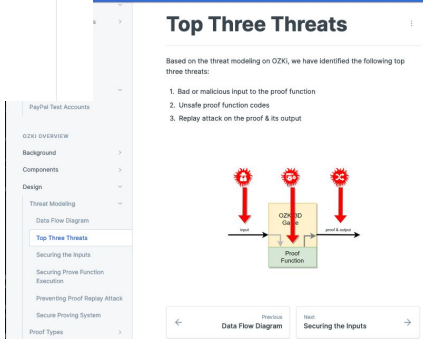 PayPal Test Accounts
OZKI OVERVIEW
Background
Components
Design
Threat Modeling
Data Flow Diagram
Top Three Threats
Securing the Inputs
Securing Prove Function
Execution
Preventing Proof Replay Attack
Secure Proving System
Proof Types
Top Three Threats
Based on the threat modeling on OZKi, we have identified the following top
three threats:
1. Bad or malicious input to the proof function
2. Unsafe proof function codes
3. Replay attack on the proof & its output
input
proof & output
Proof
Function
Previous
Data Flow Diagram
Next
Securing the Inputs